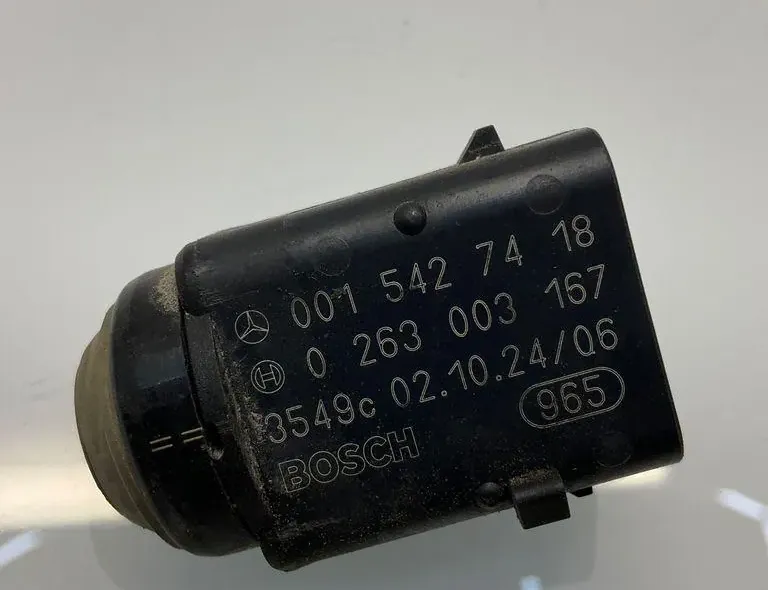 001 542 74 18
0 263 003 167
3549c 02.10.24/06
BOSCH 965